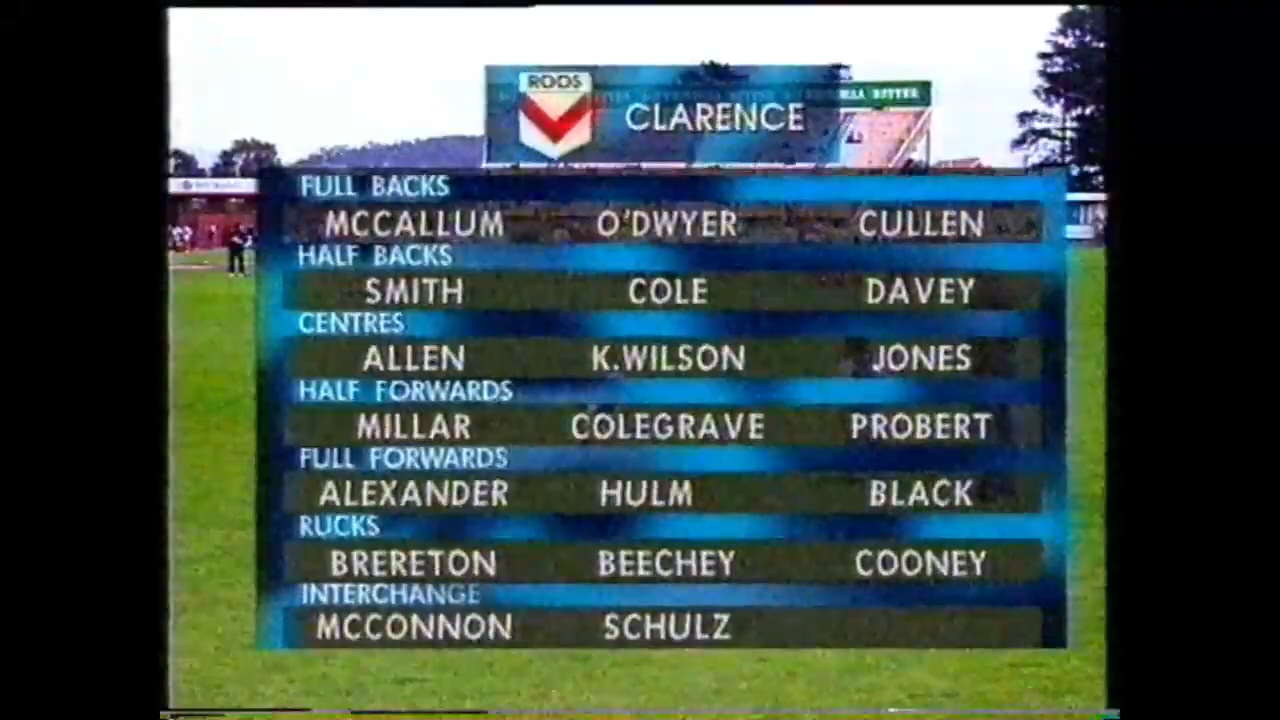 ROOS
CLARENCE
BITTER
FULL BACKS
MCCALLUM O'DWYER CULLEN
HALF BACKS
SMITH COLE DAVEY
CENTRES
ALLEN K.WILSON JONES
HALF FORWARDS
MILLAR COLEGRAVE PROBERT
FULL FORWARDS
ALEXANDER HULM BLACK
RUCKS
BRERETON BEECHEY COONEY
INTERCHANGE
MCCONNON SCHULZ